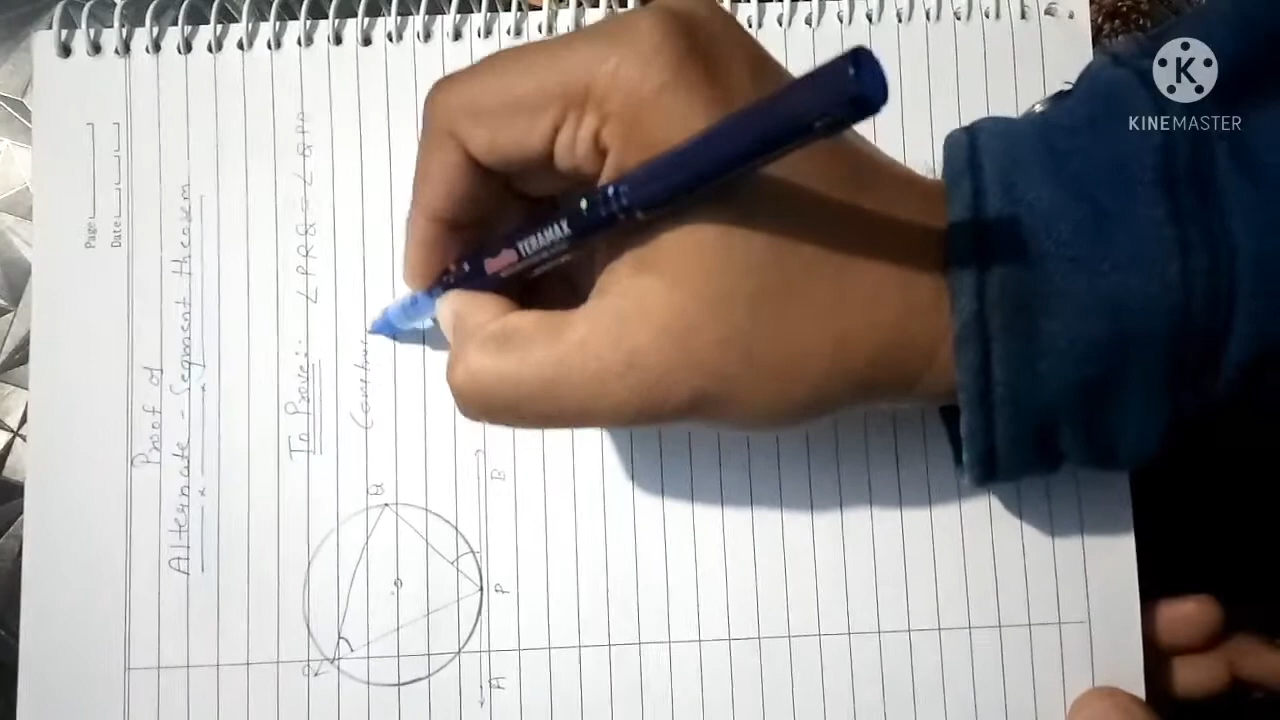 Page
Date
Proof of
Alternate-Segment theorem
To Prove:- ∠PRQ = ∠QPB
R
Q
O
P
A
B
TERAMAX
K
KINEMASTER